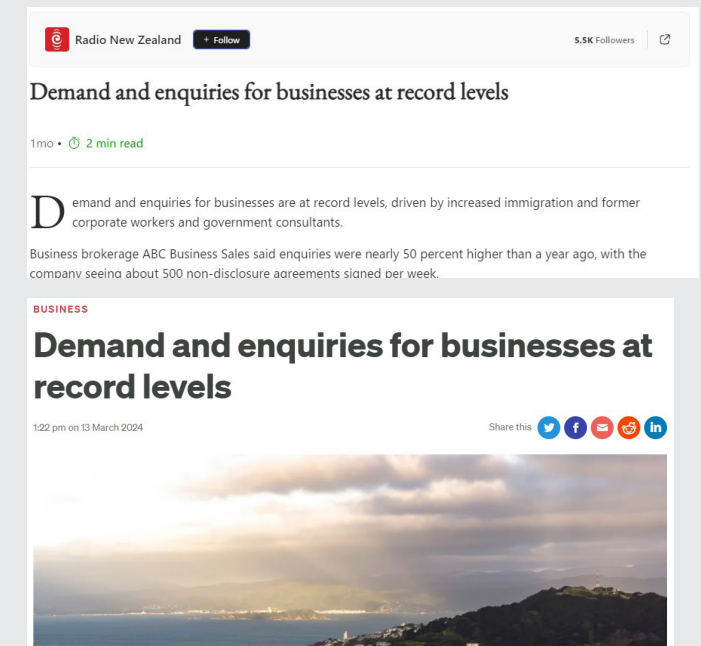 Radio New Zealand + Follow 5.5K Followers
Demand and enquiries for businesses at record levels
1mo • 2 min read
Demand and enquiries for businesses are at record levels, driven by increased immigration and former
corporate workers and government consultants.
Business brokerage ABC Business Sales said enquiries were nearly 50 percent higher than a year ago, with the
company seeing about 500 non-disclosure agreements signed per week.
BUSINESS
Demand and enquiries for businesses at
record levels
1:22 pm on 13 March 2024 Share this